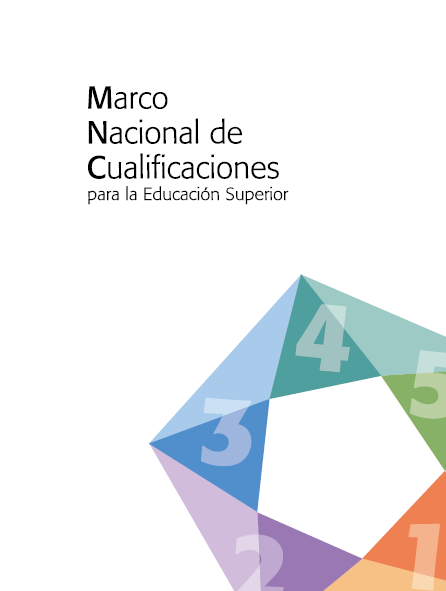 Marco
Nacional de
Cualificaciones
para la Educación Superior
4
5
3
1
2